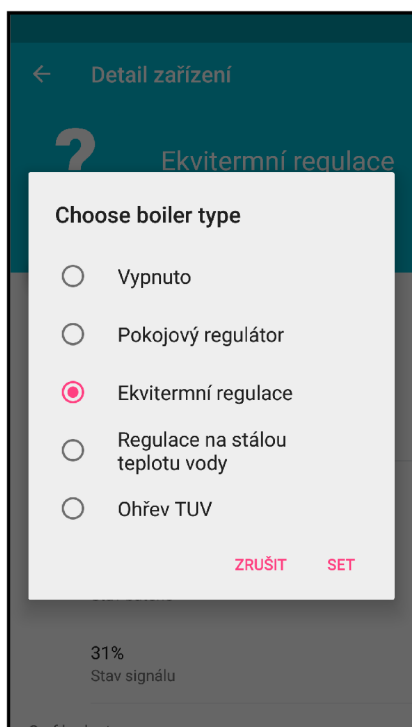 Detail zařízení
?
Ekvitermní regulace
Choose boiler type
Vypnuto
Pokojový regulátor
Ekvitermní regulace
Regulace na stálou
teplotu vody
Ohřev TUV
ZRUŠIT SET
31%
Stav signálu